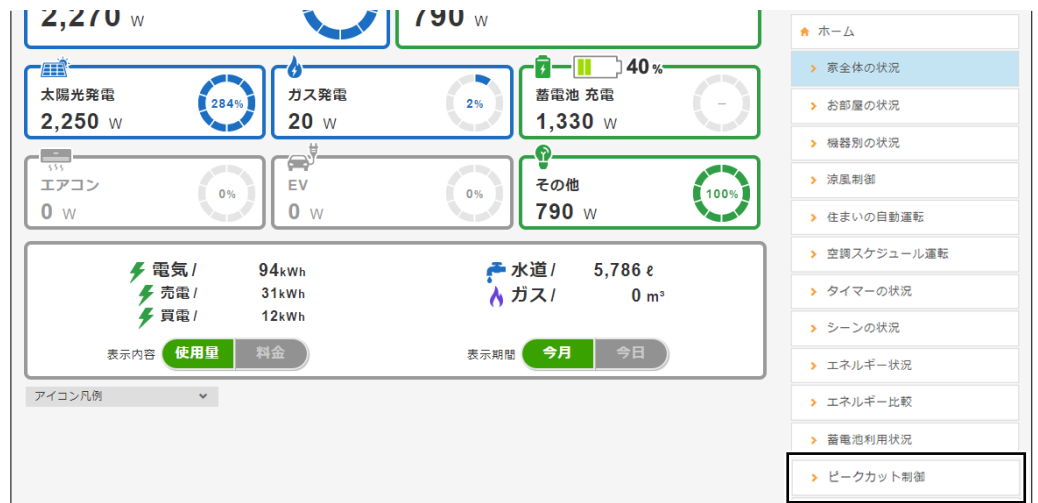 2,270 W
790 W
40%
太陽光発電
2,250 W
284%
ガス発電
20 W
2%
蓄電池 充電
1,330 W
–
エアコン
0 W
0%
EV
0 W
0%
その他
790 W
100%
電気/ 94kWh
売電/ 31kWh
買電/ 12kWh
水道/ 5,786 ℓ
ガス/ 0 m³
表示内容 使用量 料金
表示期間 今月 今日
アイコン凡例
ホーム
家全体の状況
お部屋の状況
機器別の状況
涼風制御
住まいの自動運転
空調スケジュール運転
タイマーの状況
シーンの状況
エネルギー状況
エネルギー比較
蓄電池利用状況
ピークカット制御